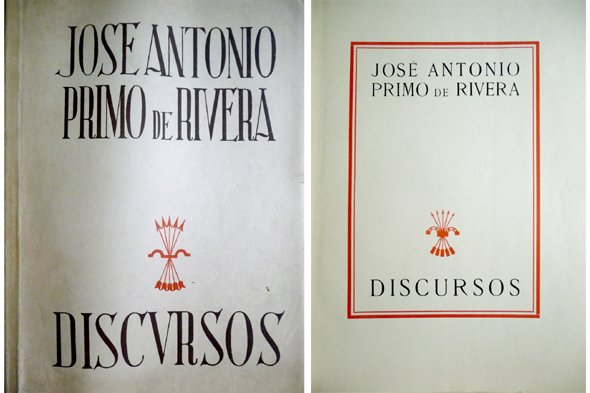 JOSE ANTONIO
PRIMO DE RIVERA
DISCVRSOS
JOSÉ ANTONIO
PRIMO DE RIVERA
DISCURSOS